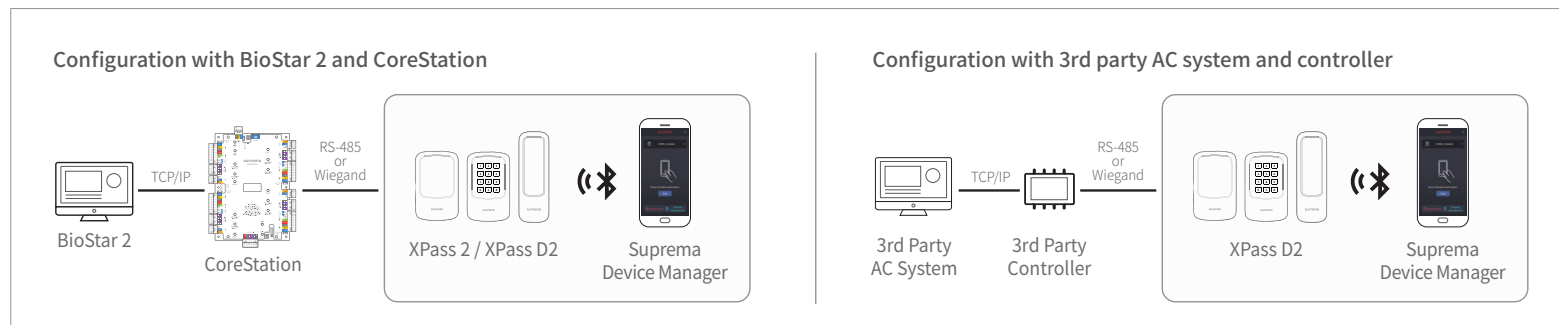 Configuration with BioStar 2 and CoreStation
TCP/IP
RS-485
or
Wiegand
BioStar 2
CoreStation
XPass 2 / XPass D2
Suprema
Device Manager
Configuration with 3rd party AC system and controller
TCP/IP
RS-485
or
Wiegand
3rd Party
AC System
3rd Party
Controller
XPass D2
Suprema
Device Manager